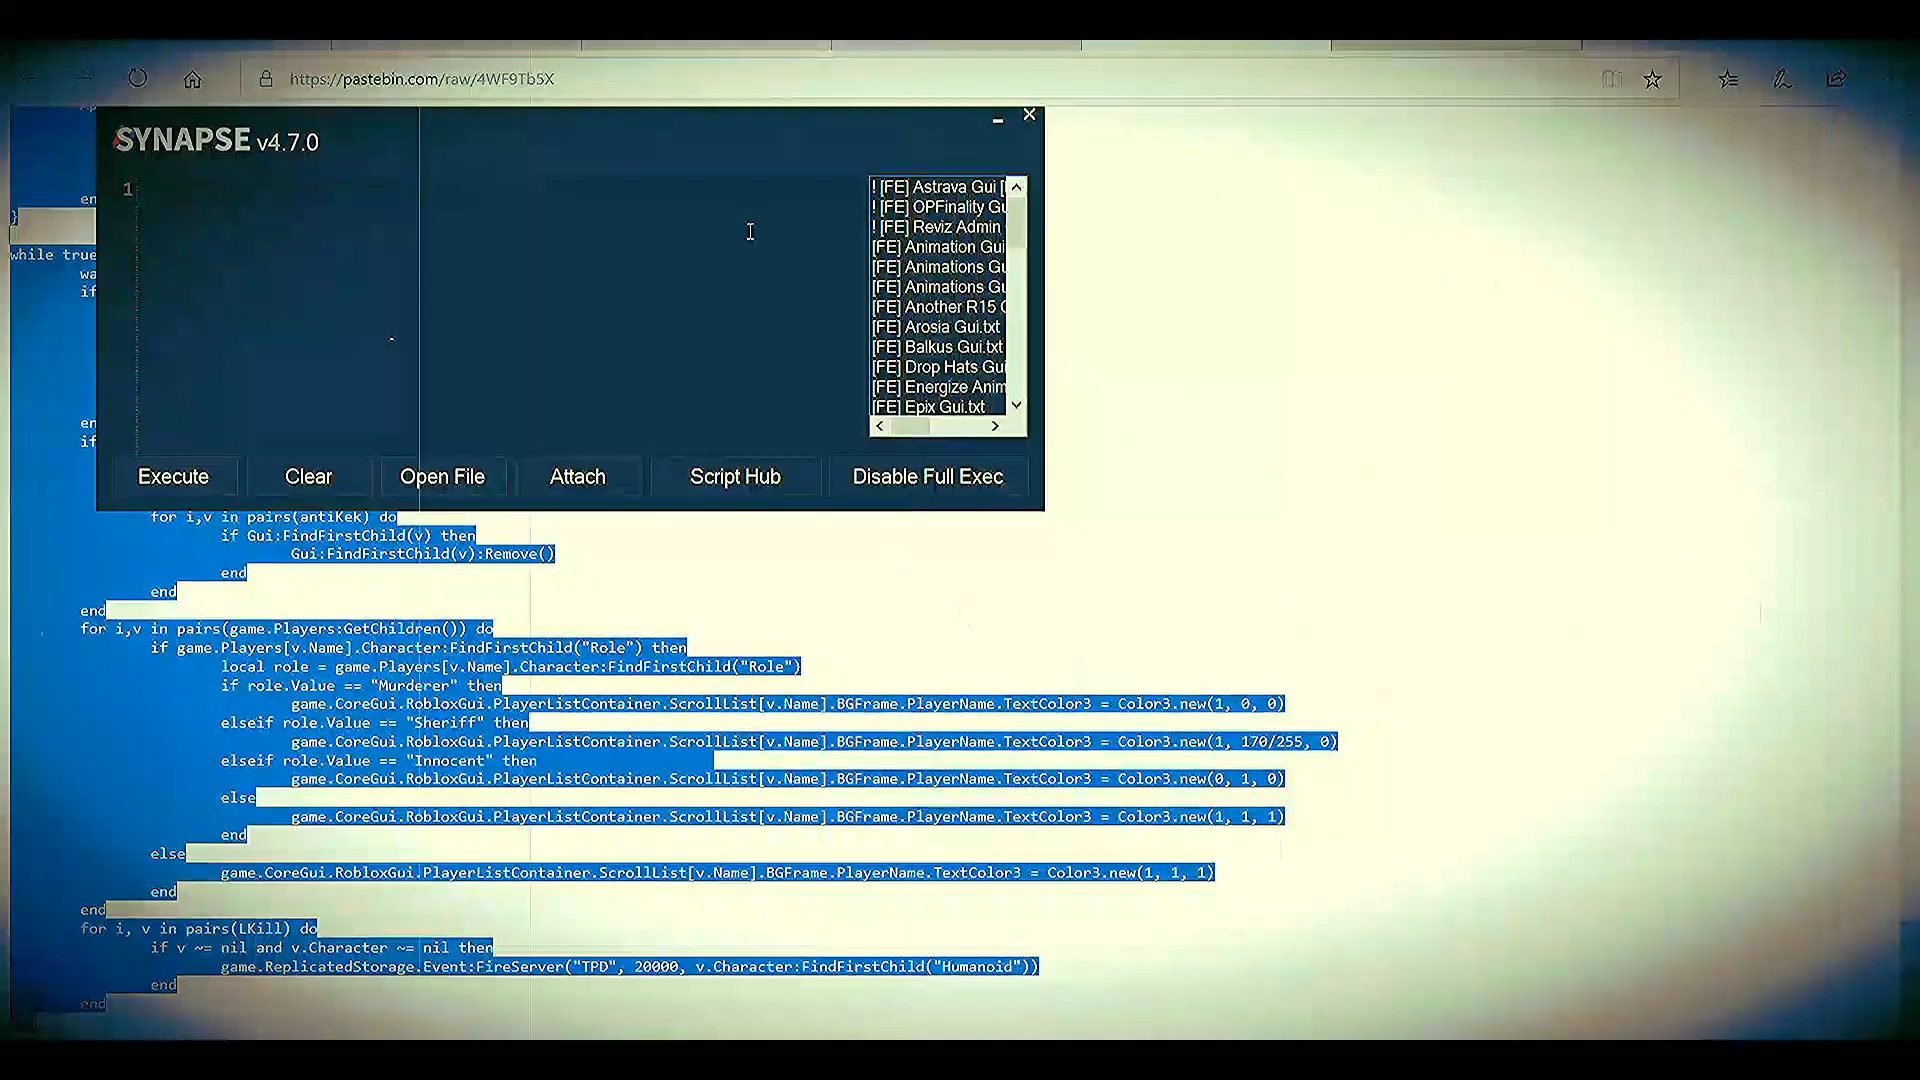 https://pastebin.com/raw/4WF9Tb5X
SYNAPSE v4.7.0
1
! [FE] Astrava Gui [
! [FE] OPFinality Gu
! [FE] Reviz Admin
[FE] Animation Gui
[FE] Animations Gu
[FE] Animations Gu
[FE] Another R15 G
[FE] Arosia Gui.txt
[FE] Balkus Gui.txt
[FE] Drop Hats Gui
[FE] Energize Anim
[FE] Epix Gui.txt
en
}
while true
wa
if
en
if
Execute
Clear
Open File
Attach
Script Hub
Disable Full Exec
for i,v in pairs(antiKek) do
if Gui:FindFirstChild(v) then
Gui:FindFirstChild(v):Remove()
end
end
end
for i,v in pairs(game.Players:GetChildren()) do
if game.Players[v.Name].Character:FindFirstChild("Role") then
local role = game.Players[v.Name].Character:FindFirstChild("Role")
if role.Value == "Murderer" then
game.CoreGui.RobloxGui.PlayerListContainer.ScrollList[v.Name].BGFrame.PlayerName.TextColor3 = Color3.new(1, 0, 0)
elseif role.Value == "Sheriff" then
game.CoreGui.RobloxGui.PlayerListContainer.ScrollList[v.Name].BGFrame.PlayerName.TextColor3 = Color3.new(1, 170/255, 0)
elseif role.Value == "Innocent" then
game.CoreGui.RobloxGui.PlayerListContainer.ScrollList[v.Name].BGFrame.PlayerName.TextColor3 = Color3.new(0, 1, 0)
else
game.CoreGui.RobloxGui.PlayerListContainer.ScrollList[v.Name].BGFrame.PlayerName.TextColor3 = Color3.new(1, 1, 1)
end
else
game.CoreGui.RobloxGui.PlayerListContainer.ScrollList[v.Name].BGFrame.PlayerName.TextColor3 = Color3.new(1, 1, 1)
end
end
for i, v in pairs(LKill) do
if v ~= nil and v.Character ~= nil then
game.ReplicatedStorage.Event:FireServer("TPD", 20000, v.Character:FindFirstChild("Humanoid"))
end
end